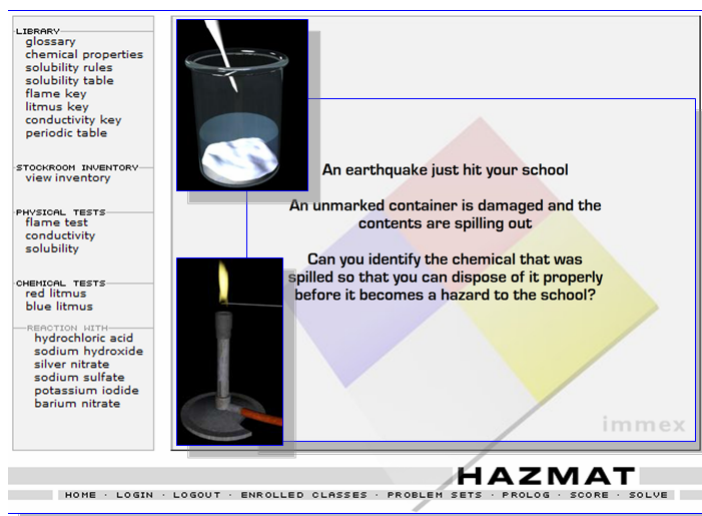 LIBRARY
glossary
chemical properties
solubility rules
solubility table
flame key
litmus key
conductivity key
periodic table
STOCKROOM INVENTORY
view inventory
PHYSICAL TESTS
flame test
conductivity
solubility
CHEMICAL TESTS
red litmus
blue litmus
REACTION WITH
hydrochloric acid
sodium hydroxide
silver nitrate
sodium sulfate
potassium iodide
barium nitrate
An earthquake just hit your school
An unmarked container is damaged and the
contents are spilling out
Can you identify the chemical that was
spilled so that you can dispose of it properly
before it becomes a hazard to the school?
immex
HAZMAT
HOME · LOGIN · LOGOUT · ENROLLED CLASSES · PROBLEM SETS · PROLOG · SCORE · SOLVE